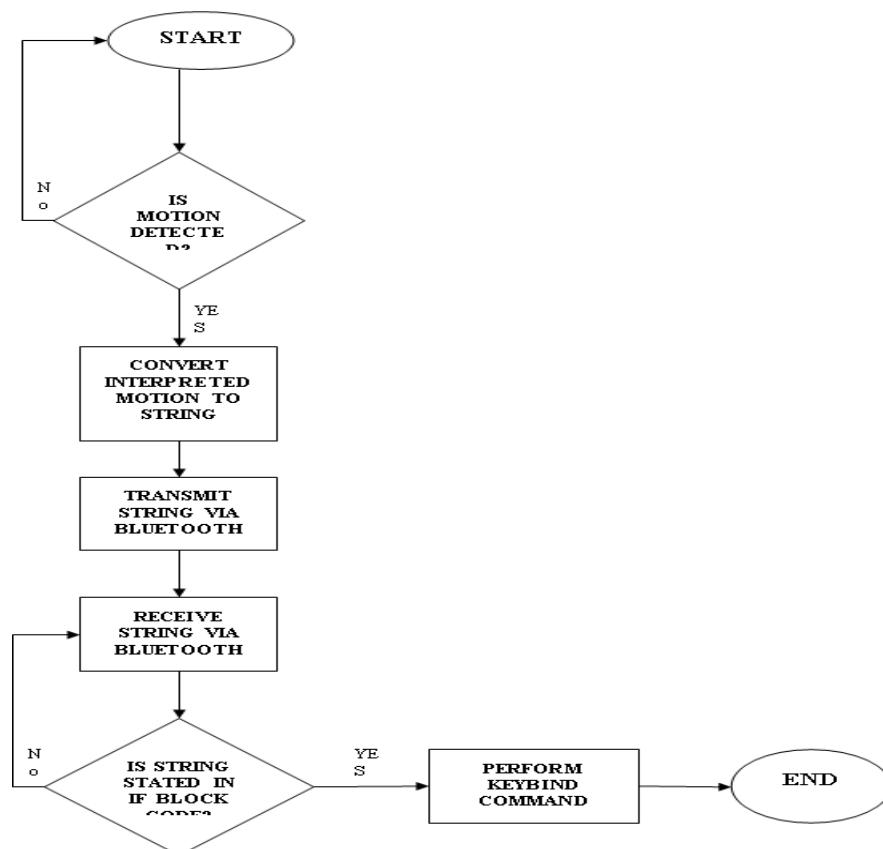 START
N
o
IS
MOTION
DETECTE
D?
YE
S
CONVERT
INTERPRETED
MOTION TO
STRING
TRANSMIT
STRING VIA
BLUETOOTH
RECEIVE
STRING VIA
BLUETOOTH
N
o
IS STRING
STATED IN
IF BLOCK
CODE?
YE
S
PERFORM
KEYBIND
COMMAND
END